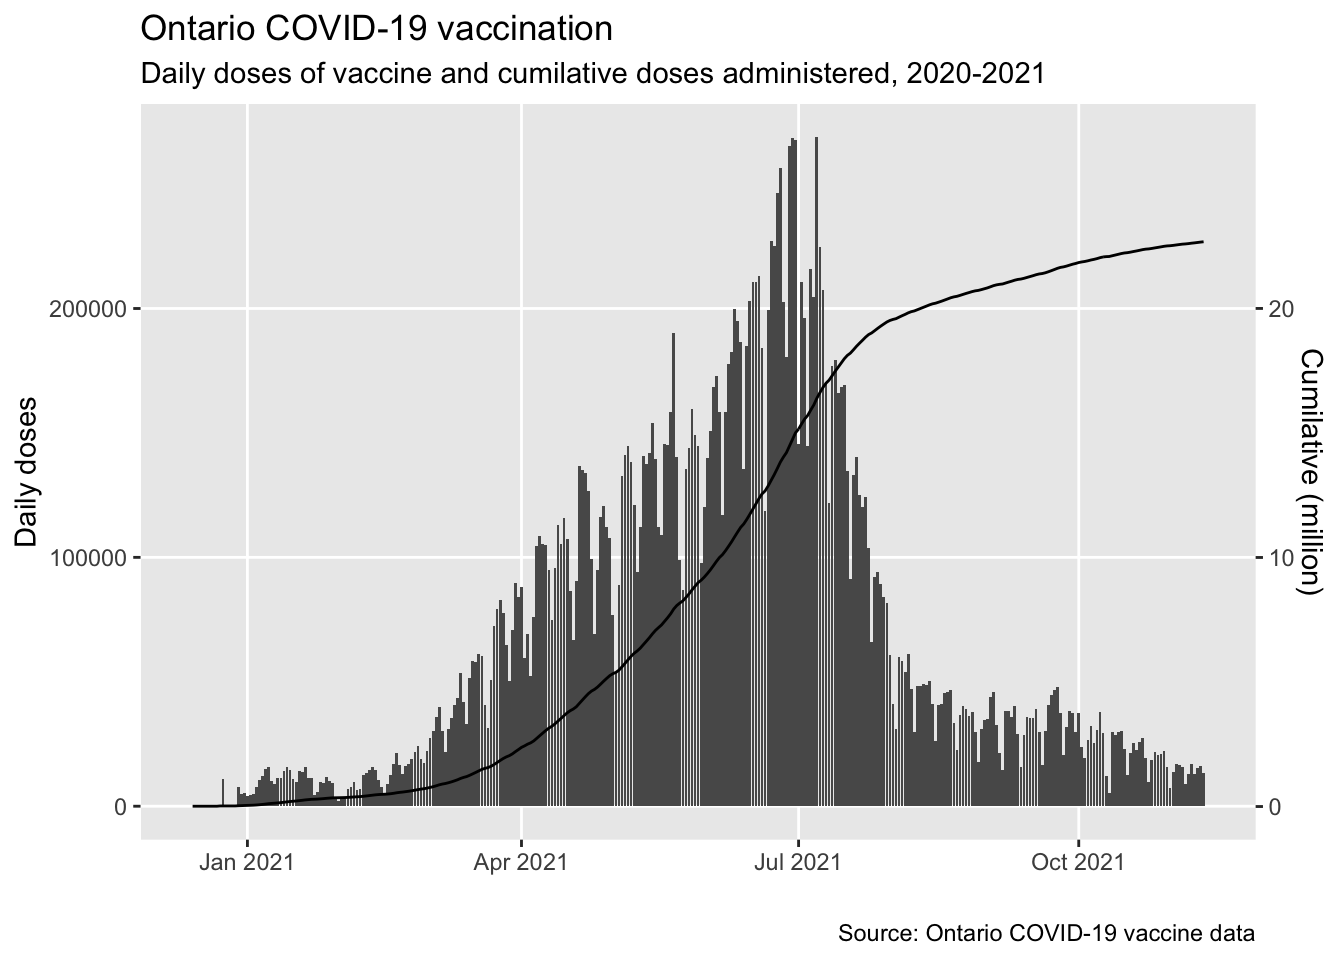 Ontario COVID-19 vaccination
Daily doses of vaccine and cumilative doses administered, 2020-2021
Daily doses
200000
100000
0
20
10
0
Cumilative (million)
Jan 2021 Apr 2021 Jul 2021 Oct 2021
Source: Ontario COVID-19 vaccine data